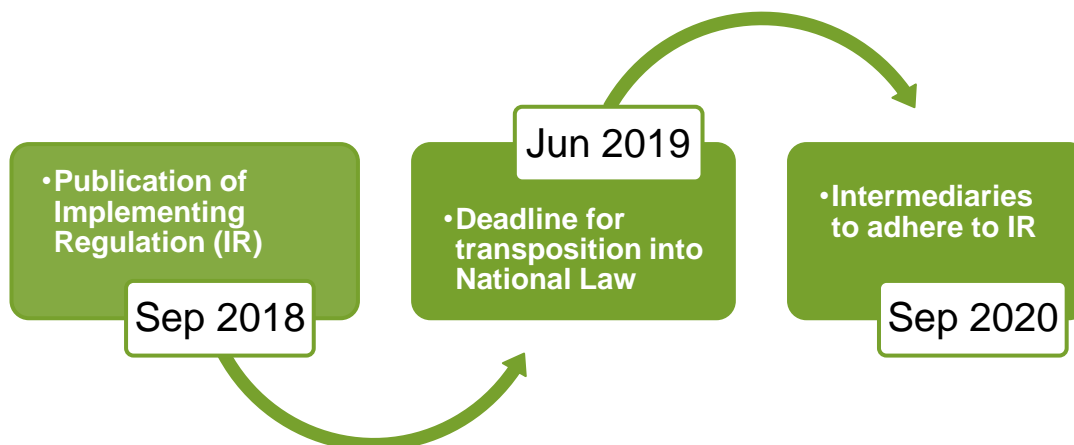 •Publication of
Implementing
Regulation (IR)
Sep 2018
Jun 2019
•Deadline for
transposition into
National Law
•Intermediaries
to adhere to IR
Sep 2020